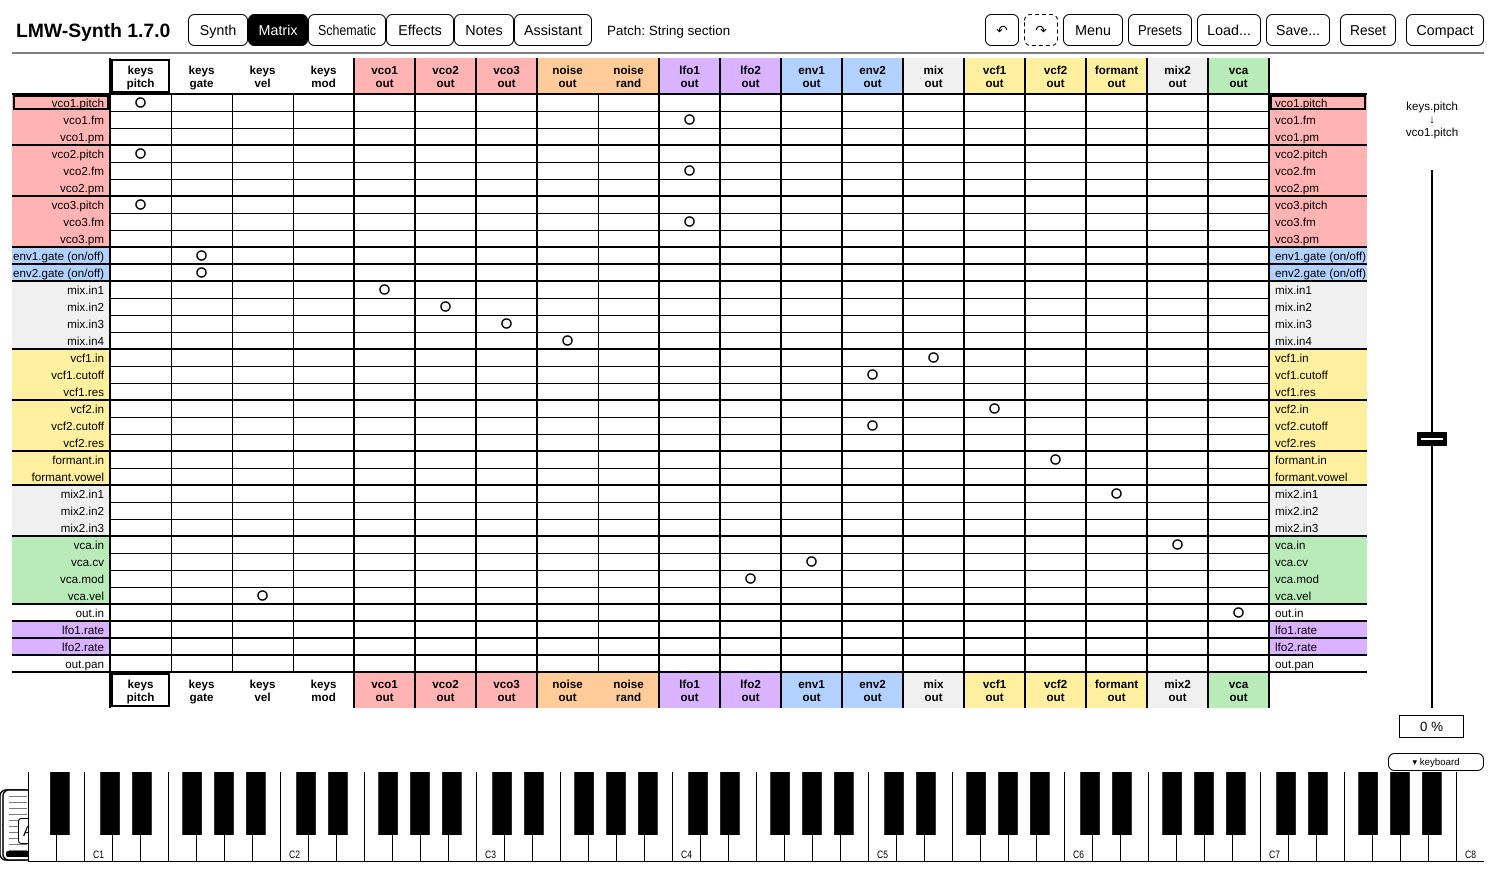 LMW-Synth 1.7.0 Synth Matrix Schematic Effects Notes Assistant Patch: String section ↶ ↷ Menu Presets Load... Save... Reset Compact
keys keys keys keys vco1 vco2 vco3 noise noise lfo1 lfo2 env1 env2 mix vcf1 vcf2 formant mix2 vca
pitch gate vel mod out out out out rand out out out out out out out out out out
vco1.pitch vco1.pitch
vco1.fm vco1.fm
vco1.pm vco1.pm
vco2.pitch vco2.pitch
vco2.fm vco2.fm
vco2.pm vco2.pm
vco3.pitch vco3.pitch
vco3.fm vco3.fm
vco3.pm vco3.pm
env1.gate (on/off) env1.gate (on/off)
env2.gate (on/off) env2.gate (on/off)
mix.in1 mix.in1
mix.in2 mix.in2
mix.in3 mix.in3
mix.in4 mix.in4
vcf1.in vcf1.in
vcf1.cutoff vcf1.cutoff
vcf1.res vcf1.res
vcf2.in vcf2.in
vcf2.cutoff vcf2.cutoff
vcf2.res vcf2.res
formant.in formant.in
formant.vowel formant.vowel
mix2.in1 mix2.in1
mix2.in2 mix2.in2
mix2.in3 mix2.in3
vca.in vca.in
vca.cv vca.cv
vca.mod vca.mod
vca.vel vca.vel
out.in out.in
lfo1.rate lfo1.rate
lfo2.rate lfo2.rate
out.pan out.pan
keys keys keys keys vco1 vco2 vco3 noise noise lfo1 lfo2 env1 env2 mix vcf1 vcf2 formant mix2 vca
pitch gate vel mod out out out out rand out out out out out out out out out out
keys.pitch
↓
vco1.pitch
0 %
▾ keyboard
C1 C2 C3 C4 C5 C6 C7 C8